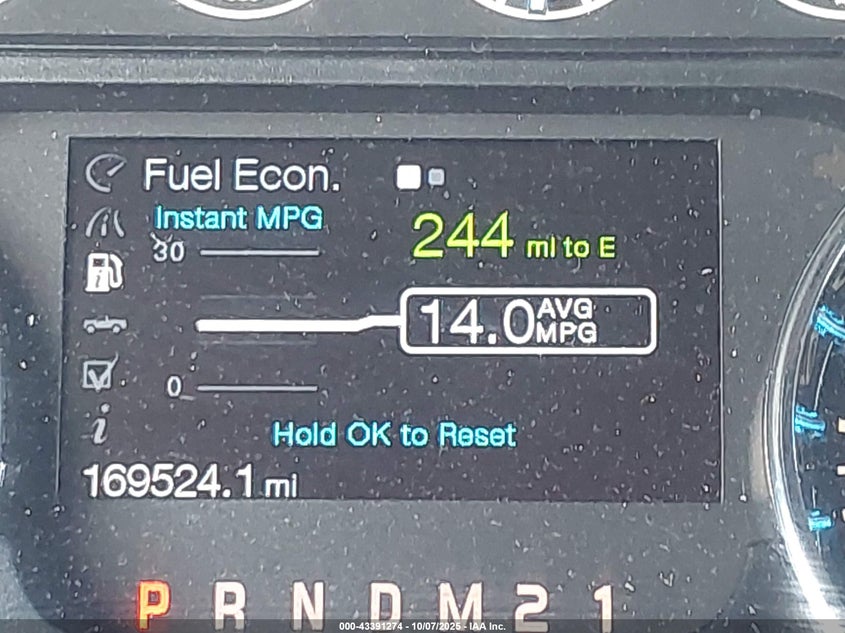 Fuel Econ.
Instant MPG
30
244 mi to E
14.0 AVG MPG
0
Hold OK to Reset
i
169524.1 mi
P R N D M 2 1
000-43391274 - 10/07/2025 - IAA Inc.